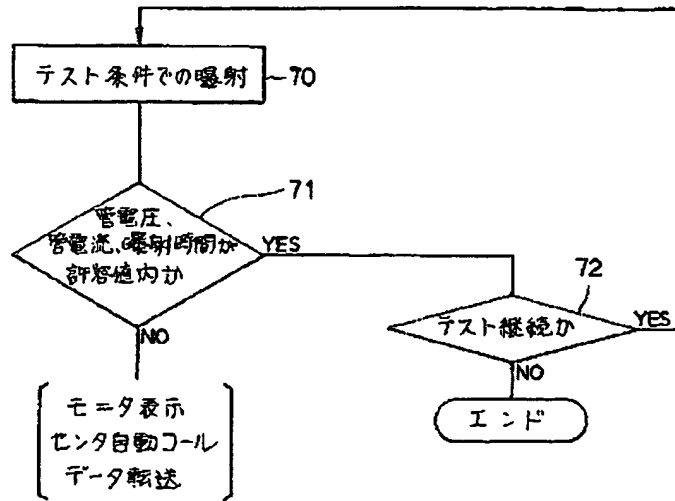 テスト条件での曝射
70
71
管電圧、
管電流、曝射時間が
許容値内か
YES
NO
72
テスト継続か
YES
NO
エンド
モニタ表示
センタ自動コール
データ転送